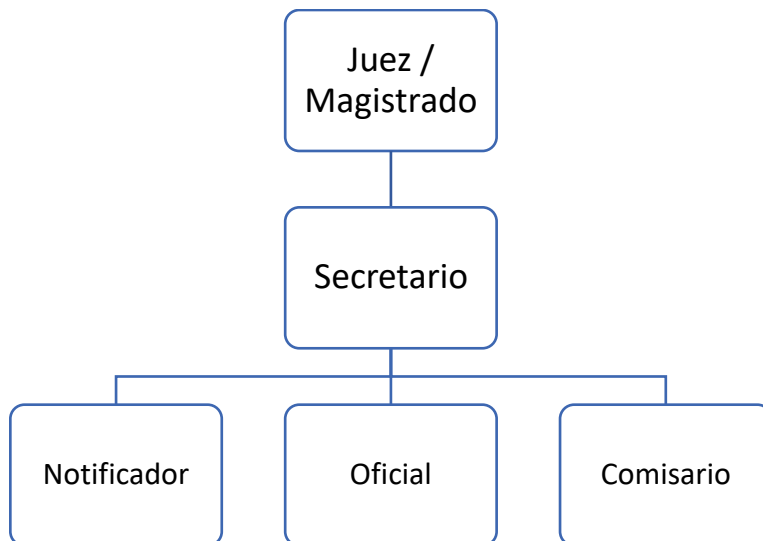 Juez /
Magistrado
Secretario
Notificador
Oficial
Comisario